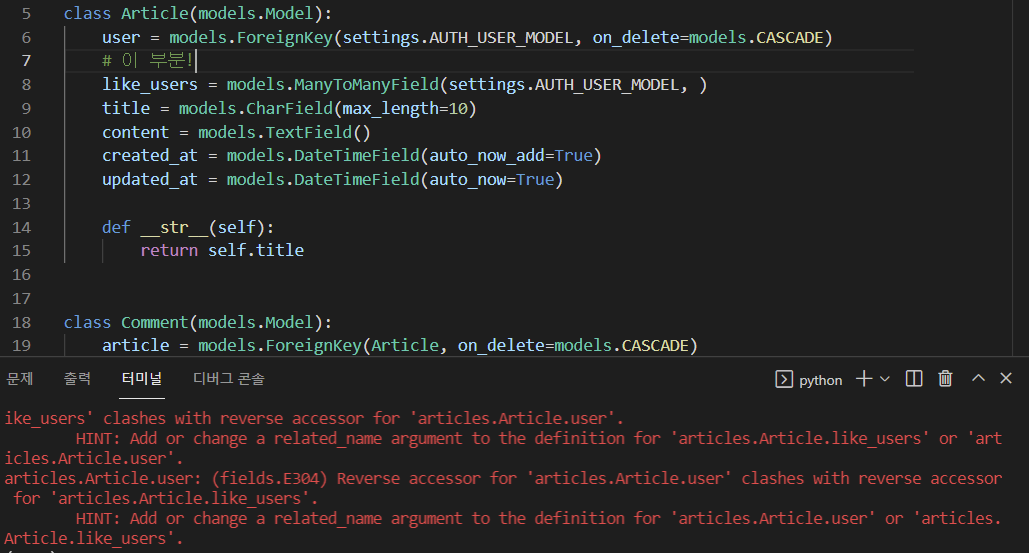 5 class Article(models.Model):
6 user = models.ForeignKey(settings.AUTH_USER_MODEL, on_delete=models.CASCADE)
7 # 이 부분!
8 like_users = models.ManyToManyField(settings.AUTH_USER_MODEL, )
9 title = models.CharField(max_length=10)
10 content = models.TextField()
11 created_at = models.DateTimeField(auto_now_add=True)
12 updated_at = models.DateTimeField(auto_now=True)
13
14 def __str__(self):
15 return self.title
16
17
18 class Comment(models.Model):
19 article = models.ForeignKey(Article, on_delete=models.CASCADE)
문제 출력 터미널 디버그 콘솔 python
ike_users' clashes with reverse accessor for 'articles.Article.user'.
HINT: Add or change a related_name argument to the definition for 'articles.Article.like_users' or 'art
icles.Article.user'.
articles.Article.user: (fields.E304) Reverse accessor for 'articles.Article.user' clashes with reverse accessor
for 'articles.Article.like_users'.
HINT: Add or change a related_name argument to the definition for 'articles.Article.user' or 'articles.
Article.like_users'.